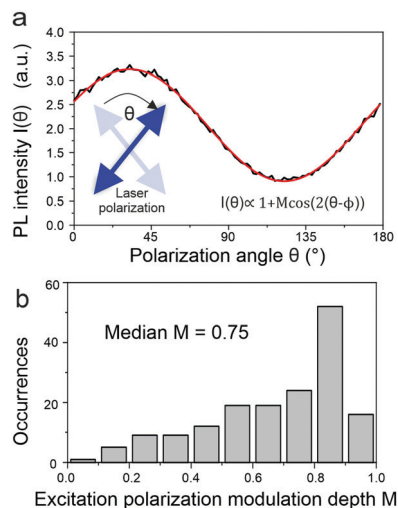 a
PL intensity I(θ) (a.u.)
4.0
3.5
3.0
2.5
2.0
1.5
1.0
0.5
0.0
θ
Laser
polarization
I(θ)∝ 1+Mcos(2(θ-ϕ))
0 45 90 135 180
Polarization angle θ (°)
b
Occurrences
60
40
20
0
Median M = 0.75
0.0 0.2 0.4 0.6 0.8 1.0
Excitation polarization modulation depth M